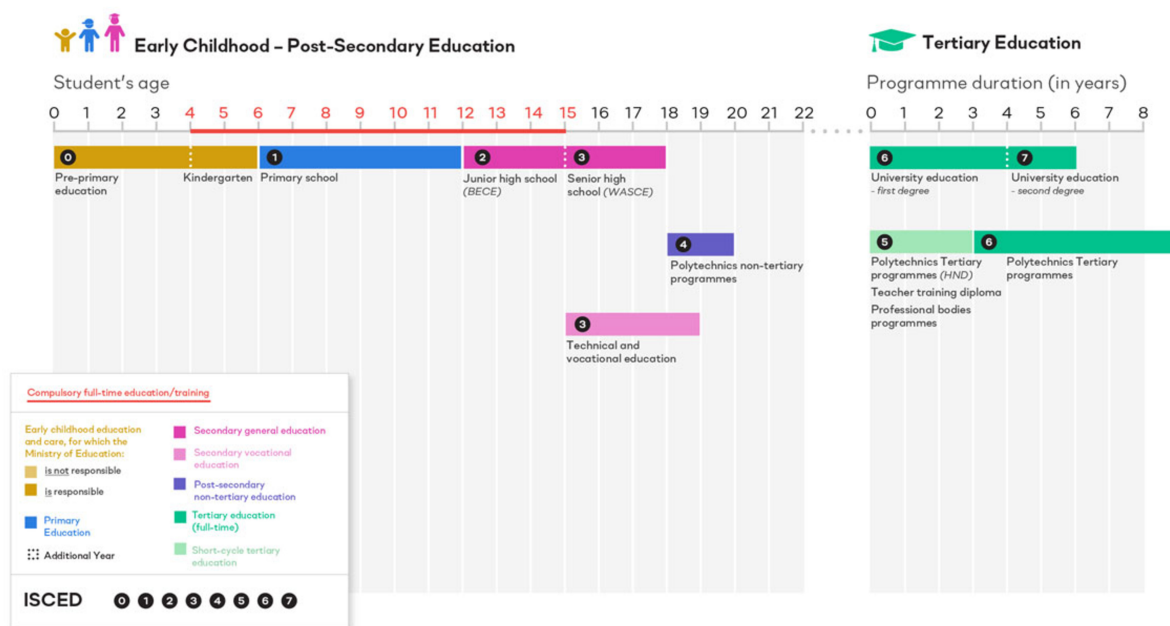 Early Childhood – Post-Secondary Education
Tertiary Education
Student's age
Programme duration (in years)
0 1 2 3 4 5 6 7 8 9 10 11 12 13 14 15 16 17 18 19 20 22
0 1 2 3 4 5 6 7 8
0
1
2
3
6
7
Pre-primary
education
Kindergarten
Primary school
Junior high school
(BECE)
Senior high
school (WASCE)
University education
- first degree
University education
- second degree
4
Polytechnics non-tertiary
programmes
5
6
Polytechnics Tertiary
programmes (HND)
Teacher training diploma
Professional bodies
programmes
Polytechnics Tertiary
programmes
3
Technical and
vocational education
Compulsory full-time education/training
Early childhood education
and care, for which the
Ministry of Education:
is not responsible
is responsible
Primary
Education
Additional Year
Secondary general education
Secondary vocational
education
Post-secondary
non-tertiary education
Tertiary education
(full-time)
Short-cycle tertiary
education
ISCED 0 1 2 3 4 5 6 7